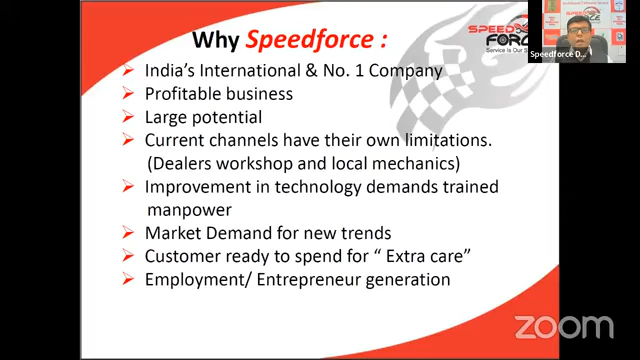 Why Speedforce :
SPEED
FORCE
Service Is Our S
India's International & No. 1 Company
Profitable business
Large potential
Current channels have their own limitations.
(Dealers workshop and local mechanics)
Improvement in technology demands trained
manpower
Market Demand for new trends
Customer ready to spend for “ Extra care”
Employment/ Entrepreneur generation
Speedforce D...
zoom